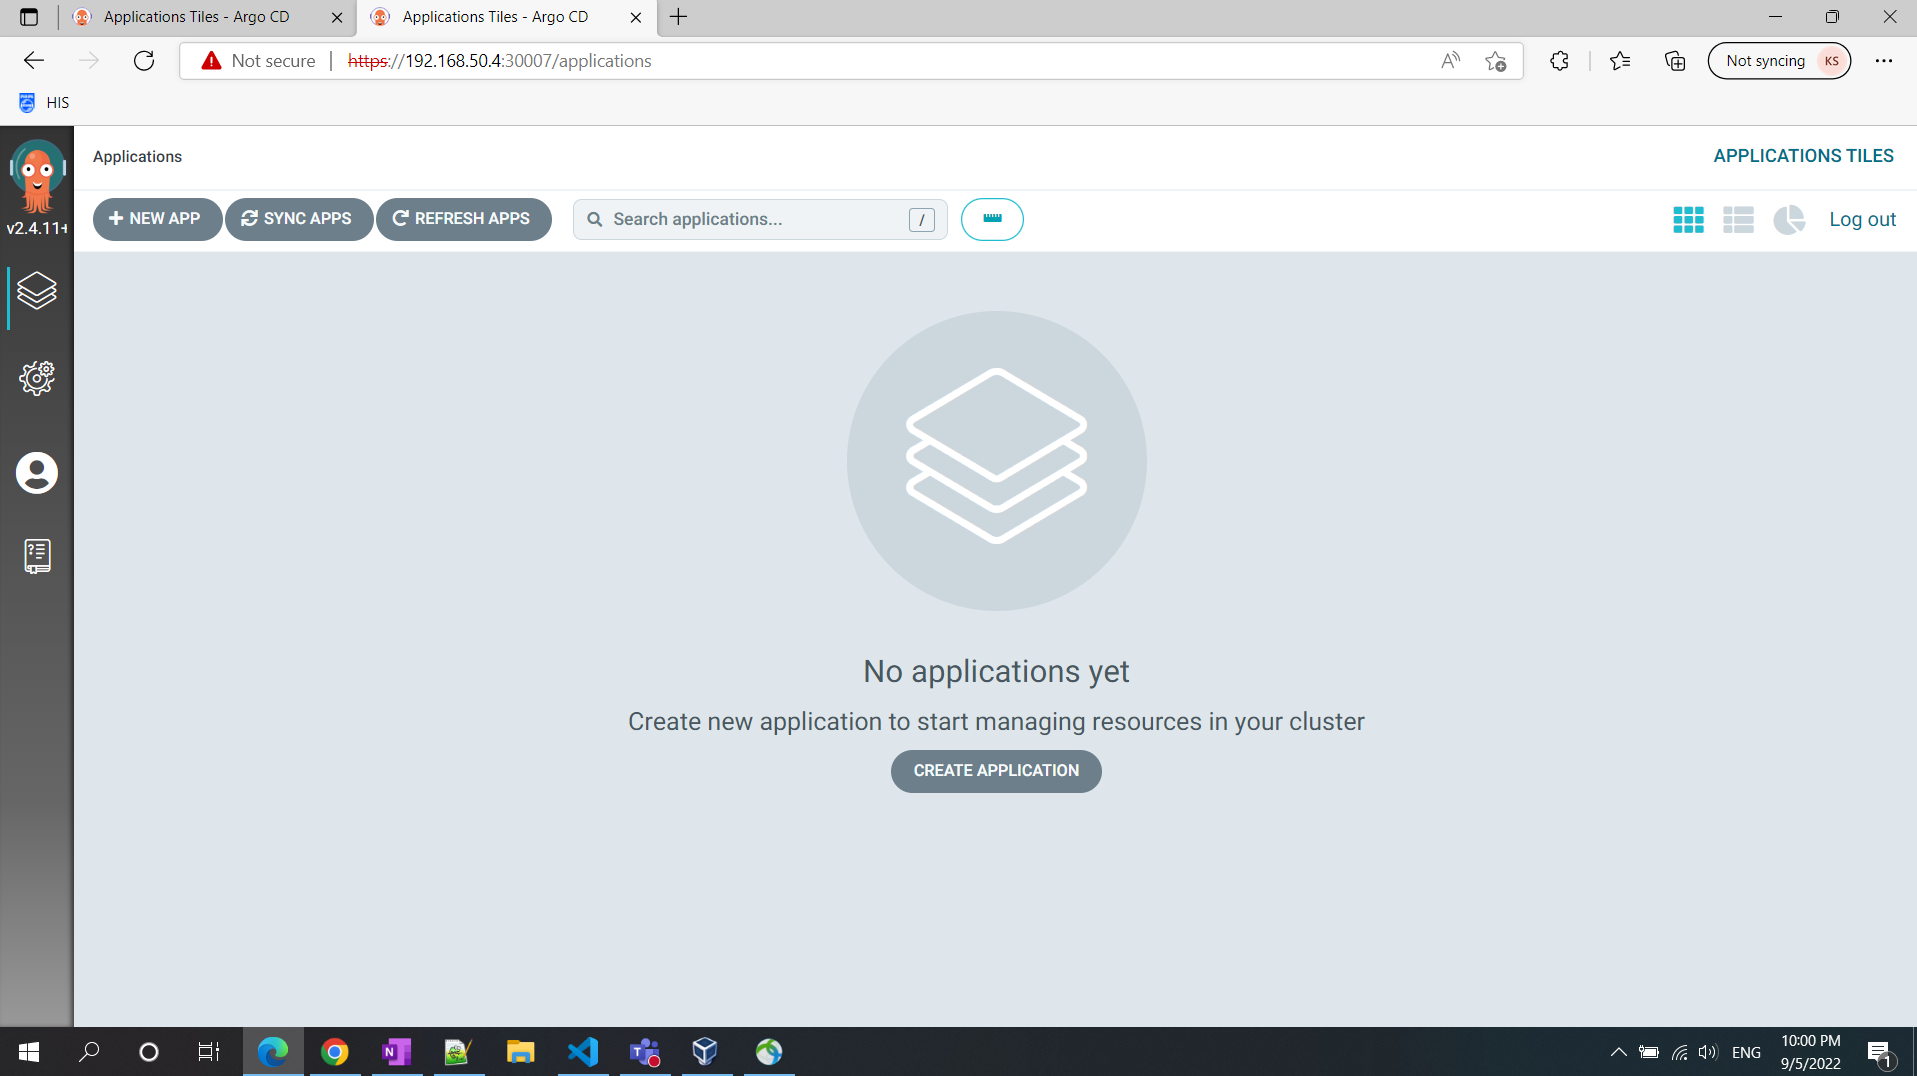 Applications Tiles - Argo CD
Applications Tiles - Argo CD
Not secure https://192.168.50.4:30007/applications
Not syncing KS
HIS
Applications
APPLICATIONS TILES
v2.4.11+
NEW APP
SYNC APPS
REFRESH APPS
Search applications...
/
Log out
No applications yet
Create new application to start managing resources in your cluster
CREATE APPLICATION
ENG
10:00 PM
9/5/2022
1